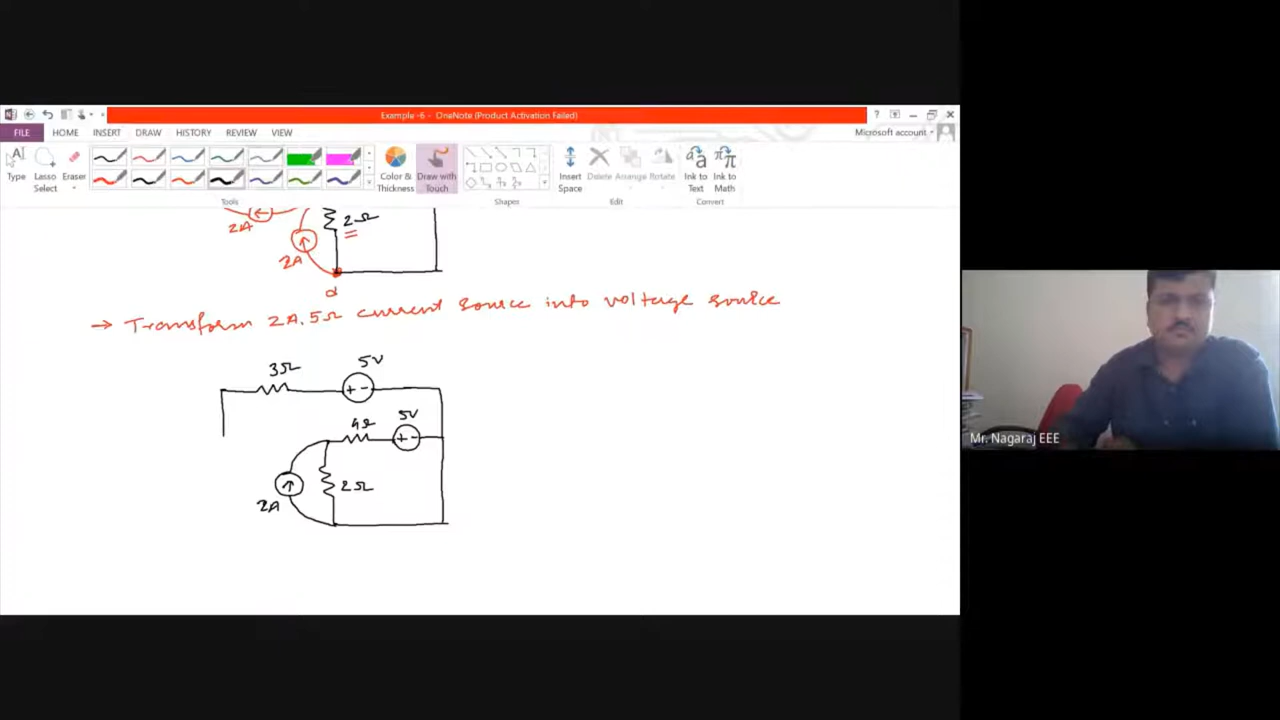 Example -6 - OneNote (Product Activation Failed)
FILE HOME INSERT DRAW HISTORY REVIEW VIEW
Microsoft account
Type
Lasso Select
Eraser
Color & Thickness
Draw with Touch
Insert Space
Delete
Arrange
Rotate
Ink to Text
Ink to Math
Tools
Shapes
Edit
Convert
2A
2Ω
2A
d
→ Transform 2A, 5Ω current source into voltage source
3Ω
5V
4Ω
5V
2Ω
2A
Mr. Nagaraj EEE